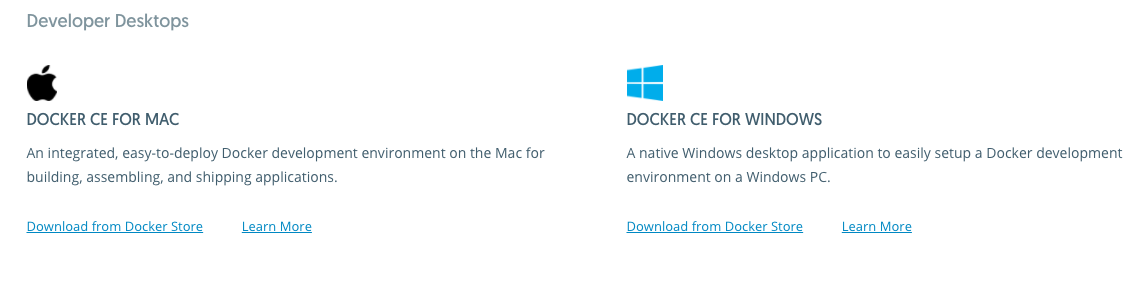 Developer Desktops
DOCKER CE FOR MAC
An integrated, easy-to-deploy Docker development environment on the Mac for
building, assembling, and shipping applications.
Download from Docker Store
Learn More
DOCKER CE FOR WINDOWS
A native Windows desktop application to easily setup a Docker development
environment on a Windows PC.
Download from Docker Store
Learn More